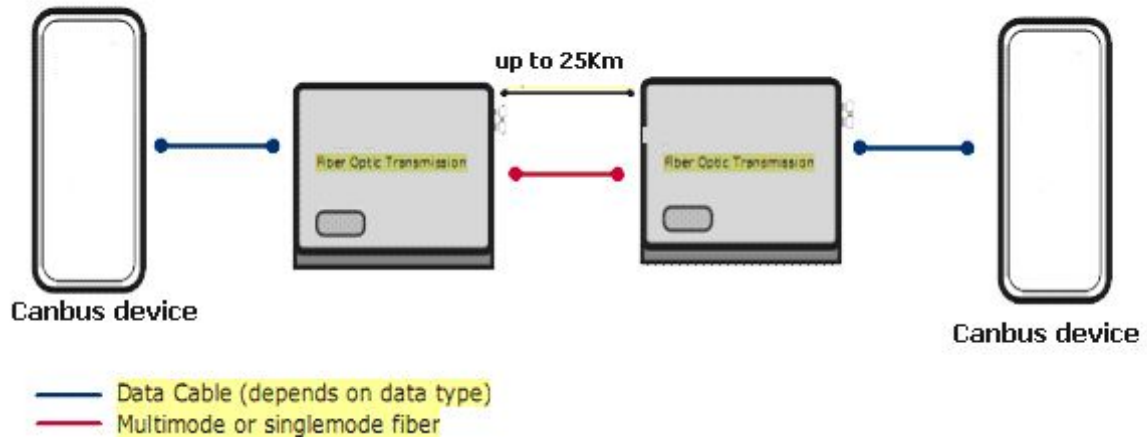 up to 25Km
Fiber Optic Transmission
Fiber Optic Transmission
Canbus device
Canbus device
Data Cable (depends on data type)
Multimode or singlemode fiber